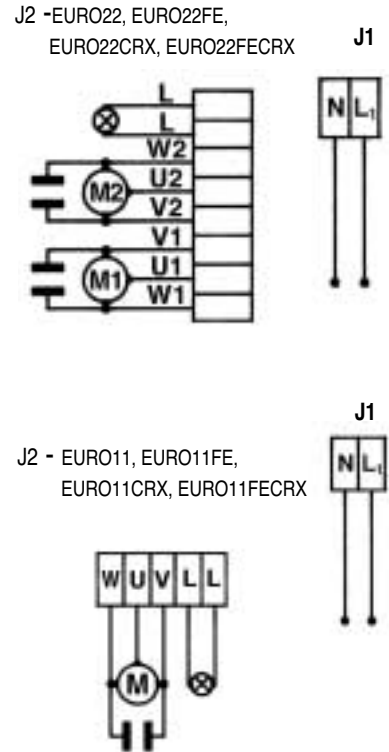 J2 -EURO22, EURO22FE,
EURO22CRX, EURO22FECRX
J1
L
L
W2
U2
V2
V1
U1
W1
M2
M1
N L1
J1
J2 - EURO11, EURO11FE,
EURO11CRX, EURO11FECRX
N L1
W U V L L
M